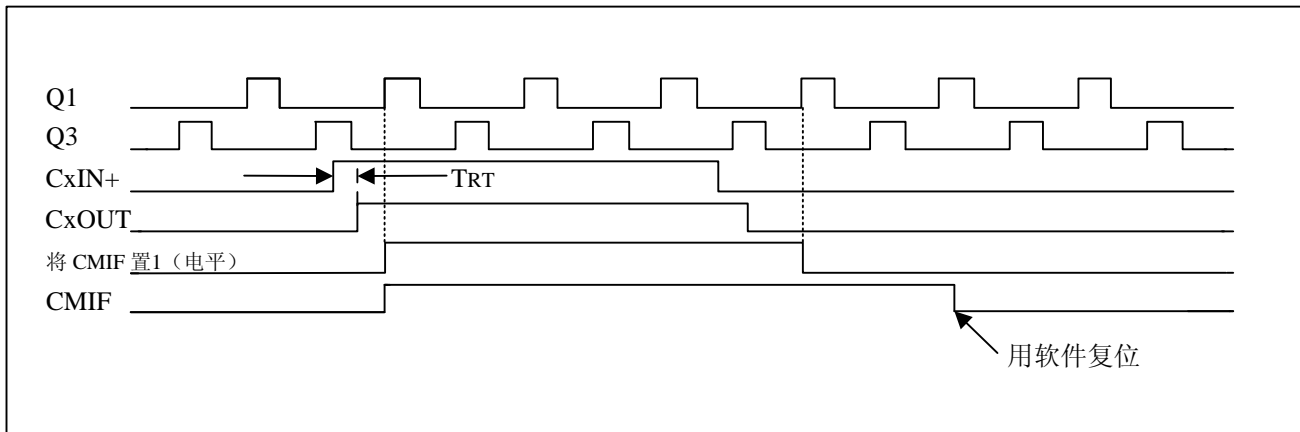 Q1
Q3
CxIN+
TRT
CxOUT
将 CMIF 置1（电平）
CMIF
用软件复位